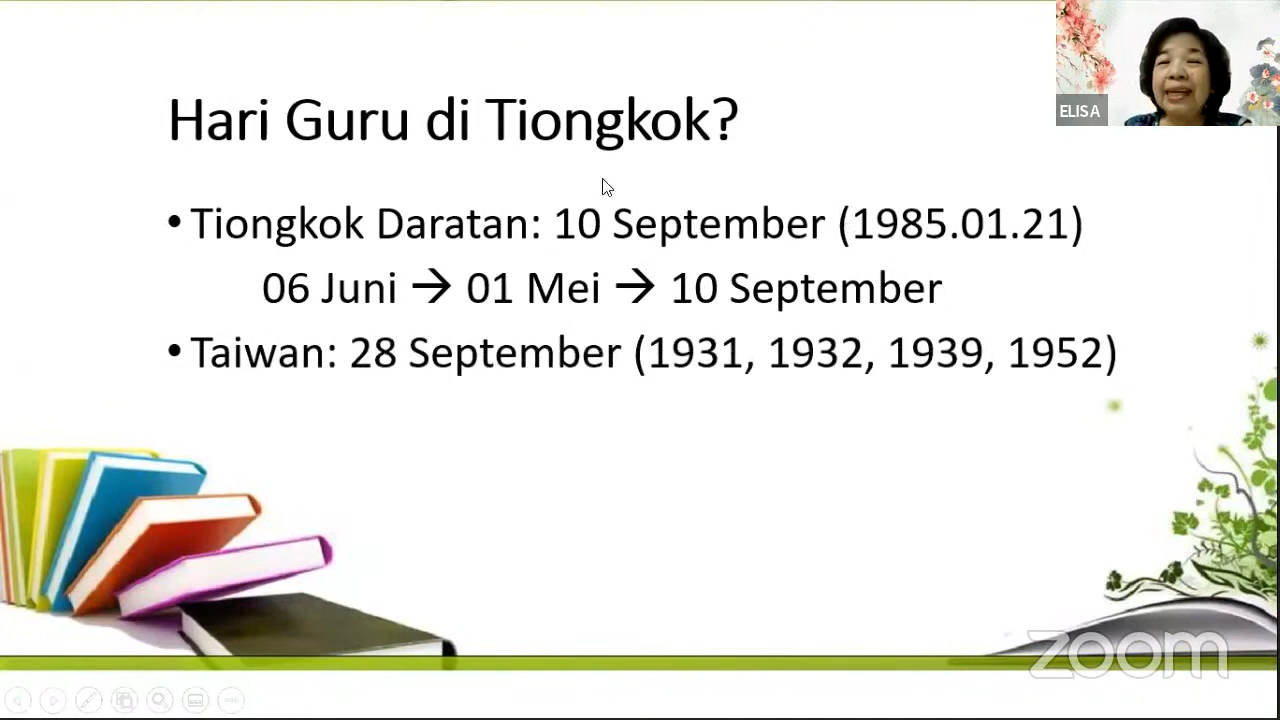 Hari Guru di Tiongkok?
• Tiongkok Daratan: 10 September (1985.01.21)
06 Juni → 01 Mei → 10 September
• Taiwan: 28 September (1931, 1932, 1939, 1952)
ELISA
zoom